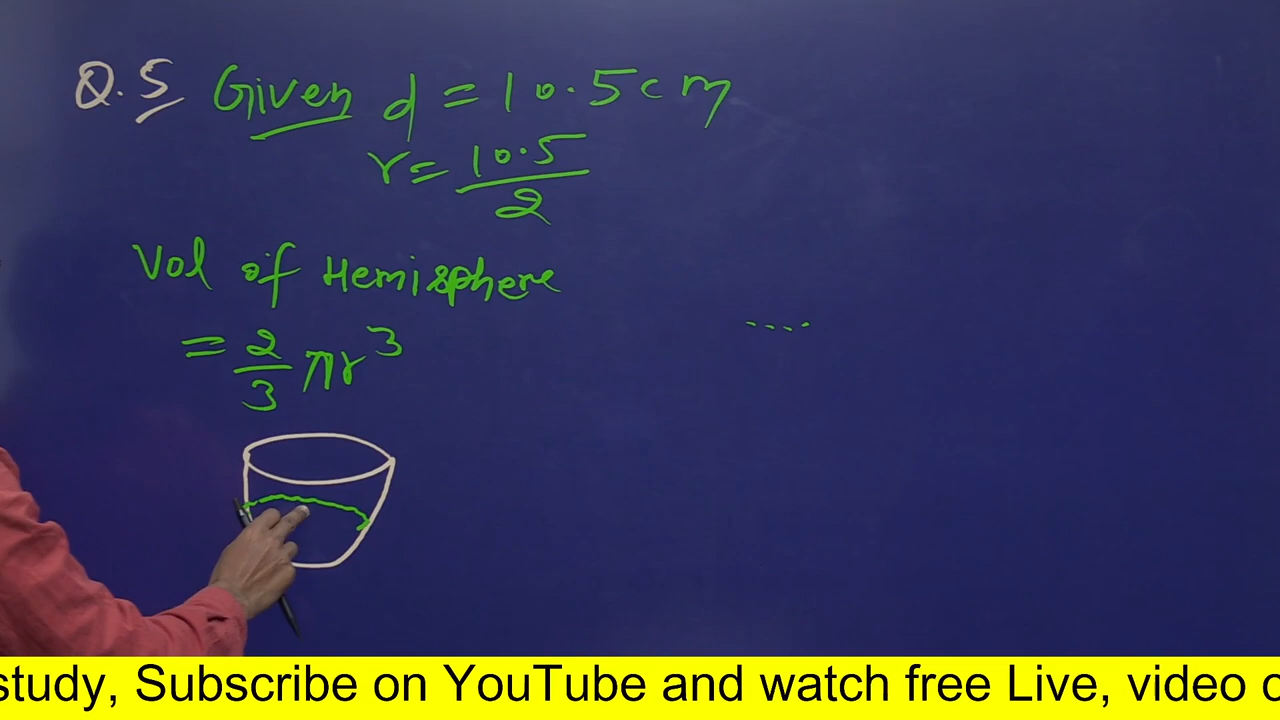 Q.5 Given d = 10.5 cm
r = 10.5/2
Vol of Hemisphere
= 2/3 πr³
study, Subscribe on YouTube and watch free Live, video c